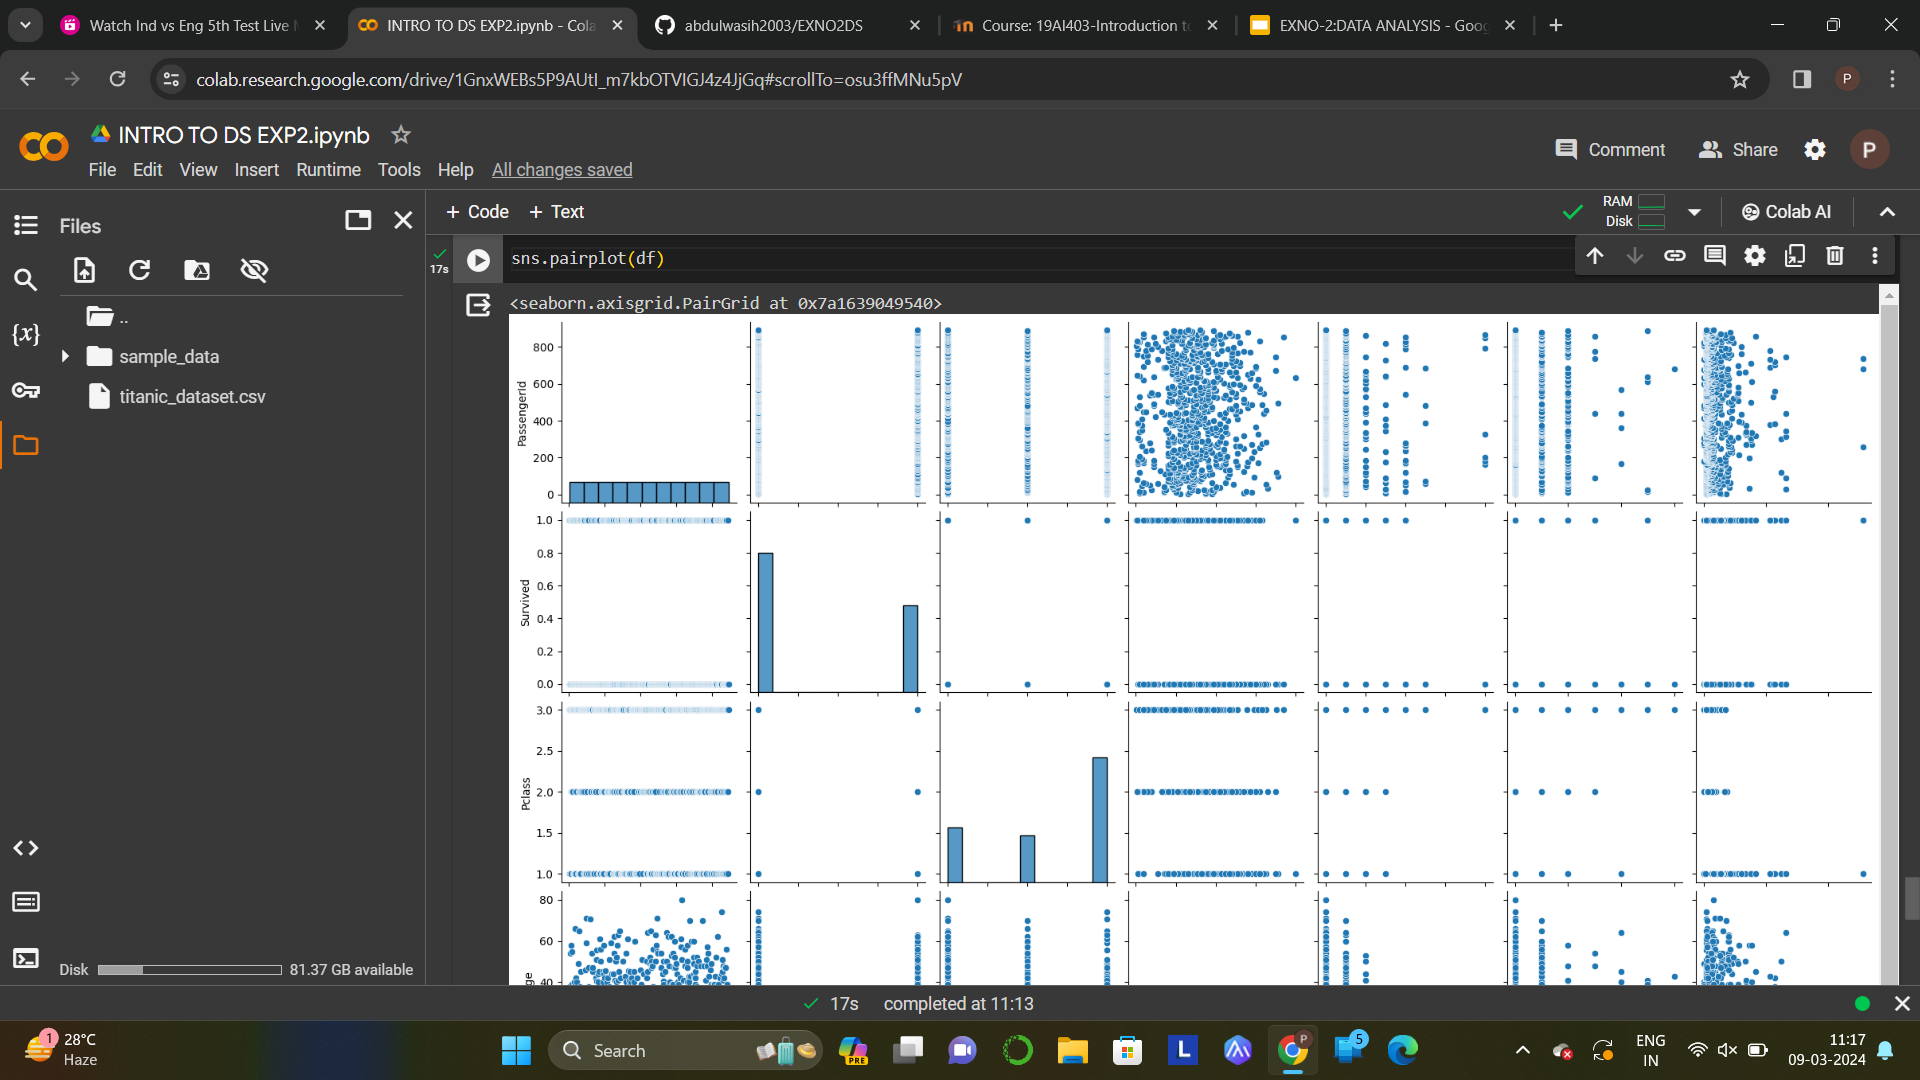 Watch Ind vs Eng 5th Test Live
INTRO TO DS EXP2.ipynb - Cola
abdulwasih2003/EXNO2DS
Course: 19AI403-Introduction to
EXNO-2:DATA ANALYSIS - Goog
colab.research.google.com/drive/1GnxWEBs5P9AUtI_m7kbOTVIGJ4z4JjGq#scrollTo=osu3ffMNu5pV
P
INTRO TO DS EXP2.ipynb
File Edit View Insert Runtime Tools Help All changes saved
Comment Share P
Files
+ Code + Text
RAM
Disk
Colab AI
17s
sns.pairplot(df)
<seaborn.axisgrid.PairGrid at 0x7a1639049540>
{x}
..
sample_data
titanic_dataset.csv
PassengerId
800
600
400
200
0
Survived
1.0
0.8
0.6
0.4
0.2
0.0
Pclass
3.0
2.5
2.0
1.5
1.0
80
60
40
ge
Disk 81.37 GB available
17s completed at 11:13
1
28°C
Haze
Search
PRE
L
P
5
ENG
IN
11:17
09-03-2024